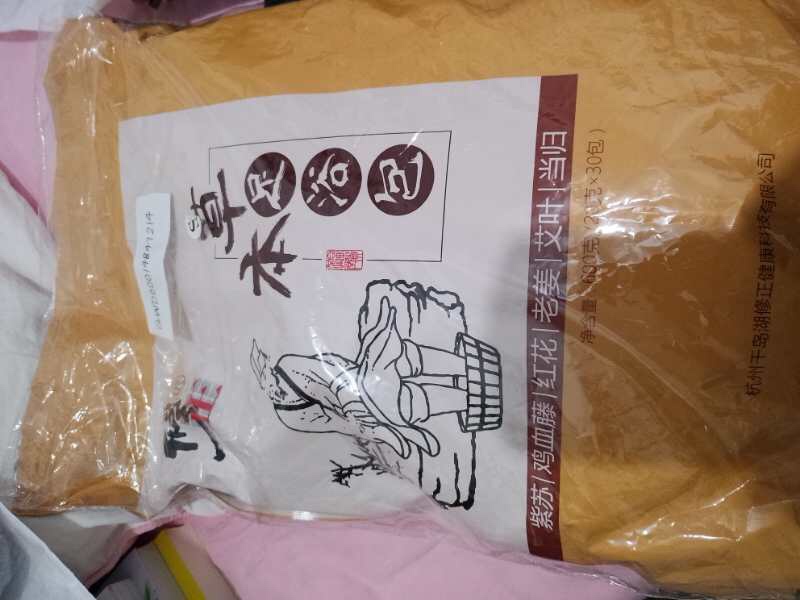 草本
足浴包
紫苏|鸡血藤|红花|老姜|艾叶|当归
净含量：600克（20克×30包）
杭州千岛湖修正健康科技有限公司